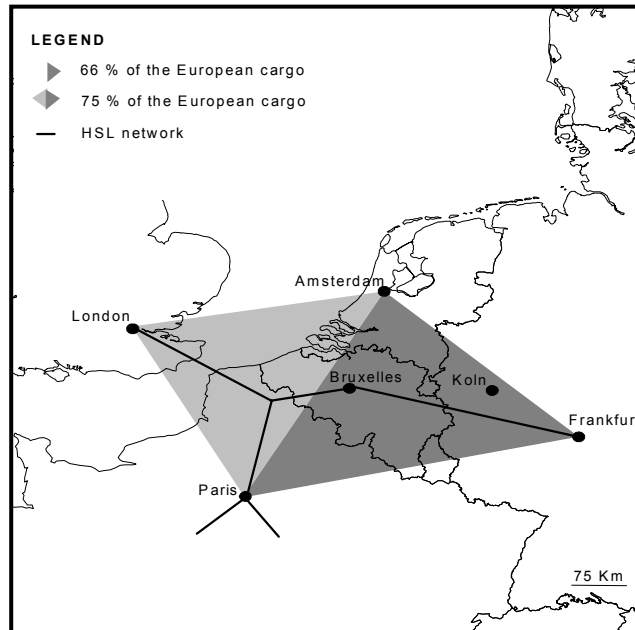 LEGEND
66 % of the European cargo
75 % of the European cargo
HSL network
Amsterdam
London
Bruxelles
Koln
Frankfur
Paris
75 Km